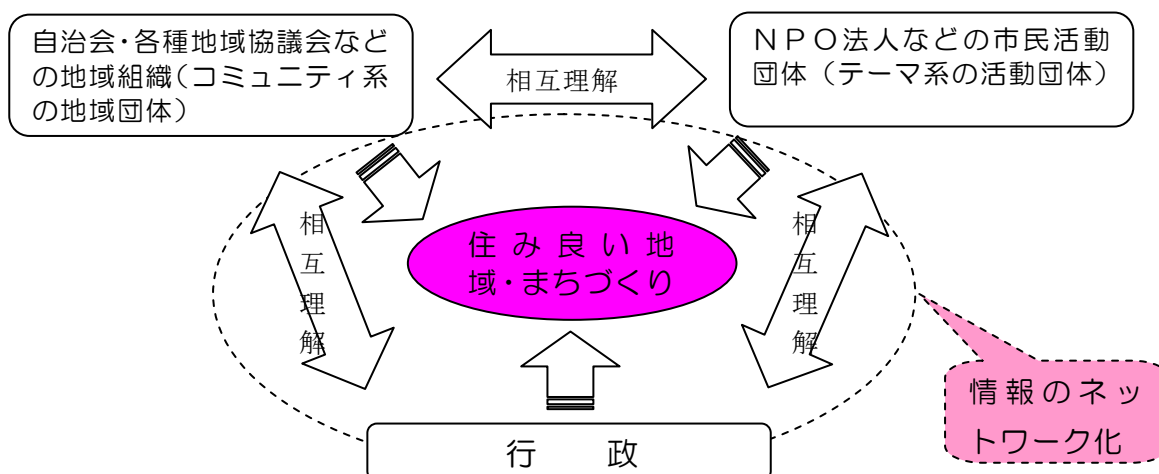 自治会・各種地域協議会など
の地域組織（コミュニティ系
の地域団体）
相互理解
ＮＰＯ法人などの市民活動
団体（テーマ系の活動団体）
相互理解
住み良い地
域・まちづくり
相互理解
情報のネッ
トワーク化
行　政